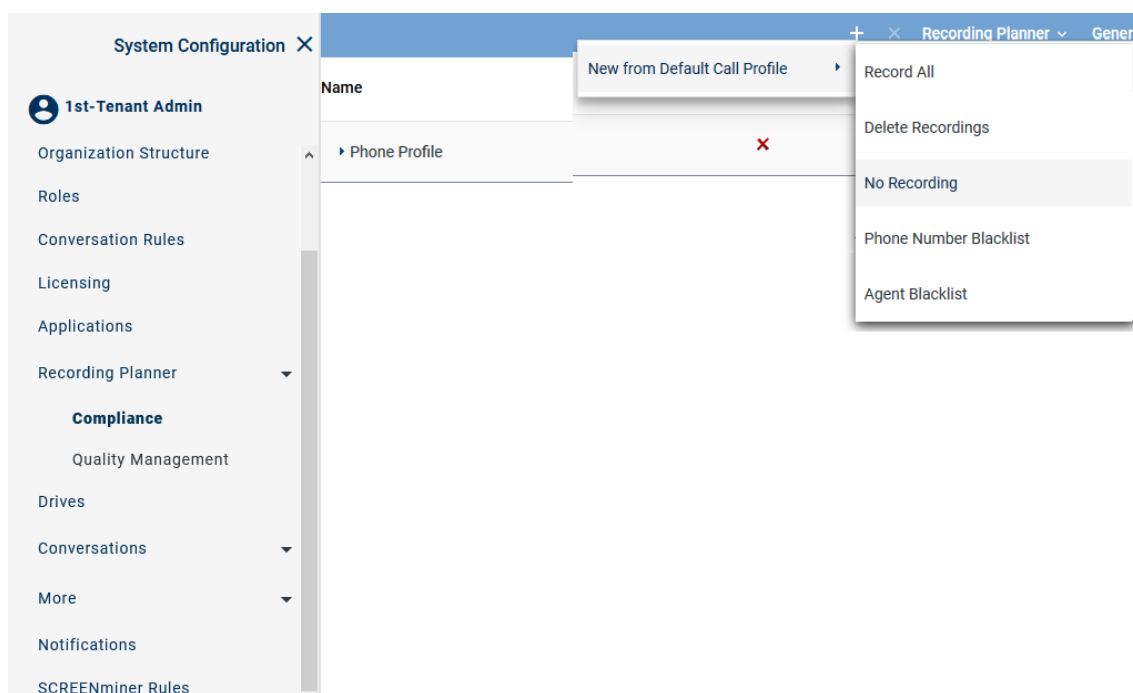 System Configuration
1st-Tenant Admin
Organization Structure
Roles
Conversation Rules
Licensing
Applications
Recording Planner
Compliance
Quality Management
Drives
Conversations
More
Notifications
SCREENminer Rules
Recording Planner
Gener
Name
Phone Profile
New from Default Call Profile
Record All
Delete Recordings
No Recording
Phone Number Blacklist
Agent Blacklist